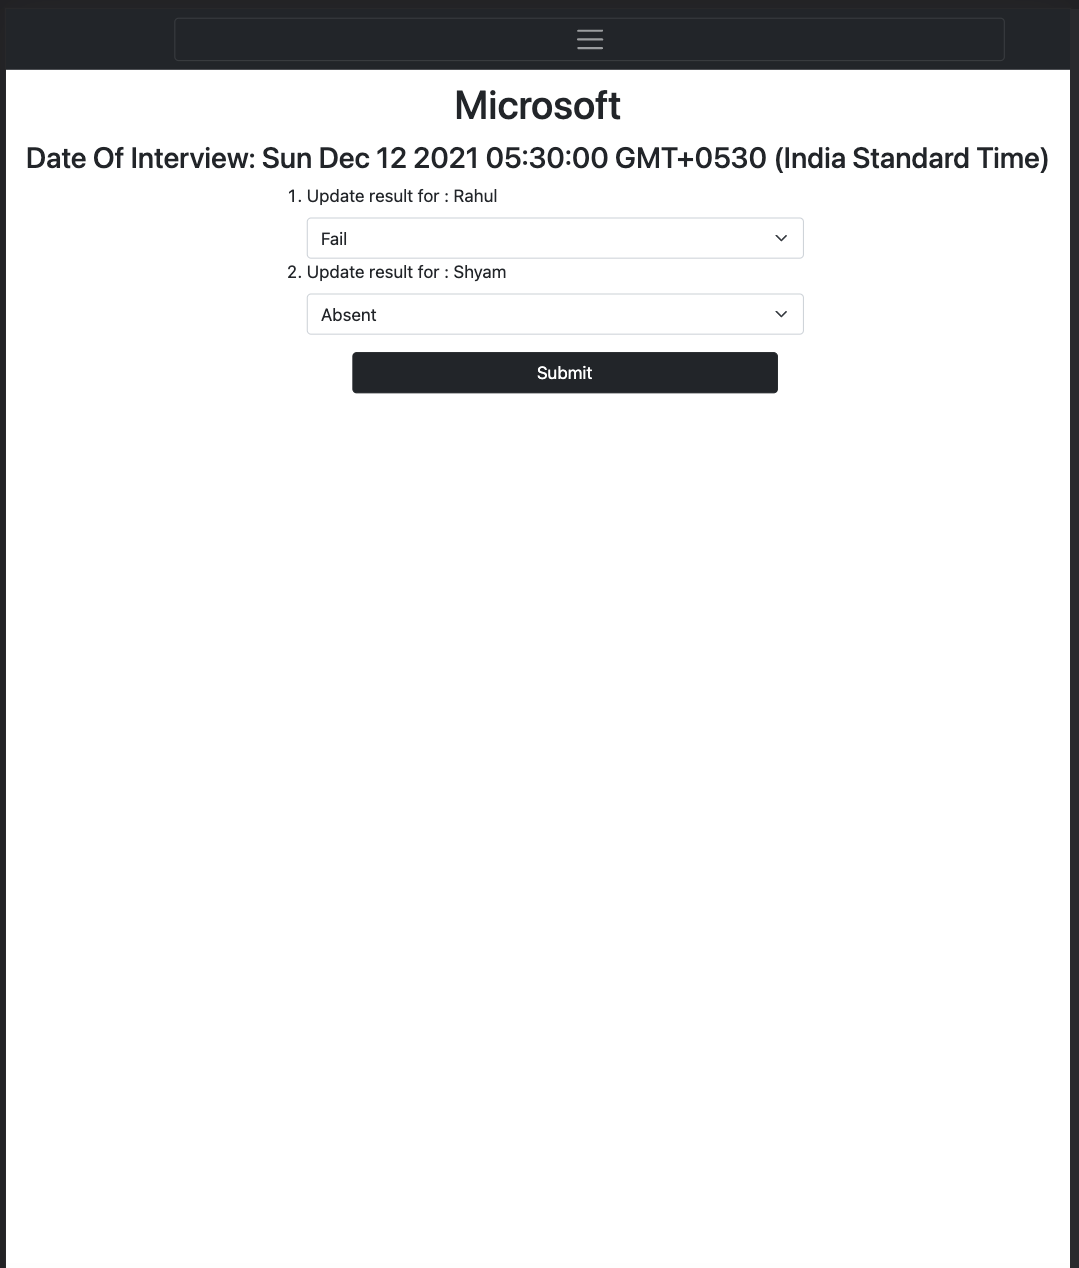 Microsoft
Date Of Interview: Sun Dec 12 2021 05:30:00 GMT+0530 (India Standard Time)
1. Update result for : Rahul
Fail
2. Update result for : Shyam
Absent
Submit